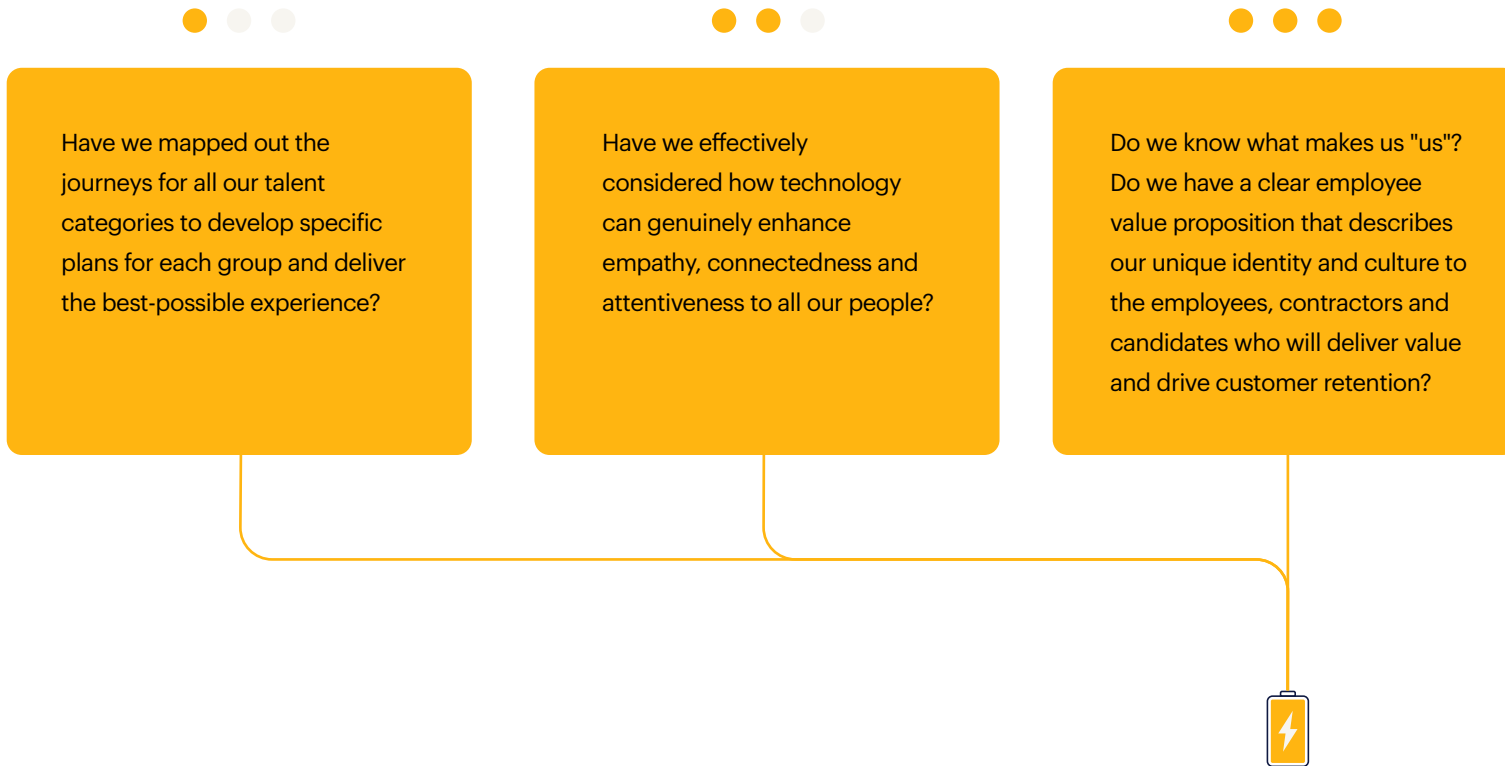 Have we mapped out the
journeys for all our talent
categories to develop specific
plans for each group and deliver
the best-possible experience?
Have we effectively
considered how technology
can genuinely enhance
empathy, connectedness and
attentiveness to all our people?
Do we know what makes us "us"?
Do we have a clear employee
value proposition that describes
our unique identity and culture to
the employees, contractors and
candidates who will deliver value
and drive customer retention?